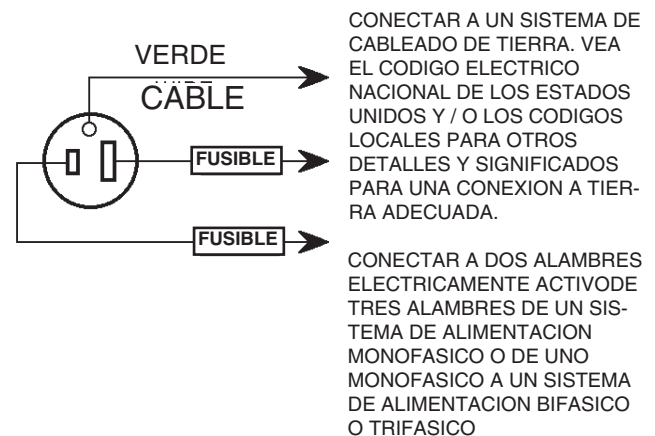 VERDE
CABLE
FUSIBLE
FUSIBLE
CONECTAR A UN SISTEMA DE
CABLEADO DE TIERRA. VEA
EL CODIGO ELECTRICO
NACIONAL DE LOS ESTADOS
UNIDOS Y / O LOS CODIGOS
LOCALES PARA OTROS
DETALLES Y SIGNIFICADOS
PARA UNA CONEXION A TIER-
RA ADECUADA.
CONECTAR A DOS ALAMBRES
ELECTRICAMENTE ACTIVODE
TRES ALAMBRES DE UN SIS-
TEMA DE ALIMENTACION
MONOFASICO O DE UNO
MONOFASICO A UN SISTEMA
DE ALIMENTACION BIFASICO
O TRIFASICO